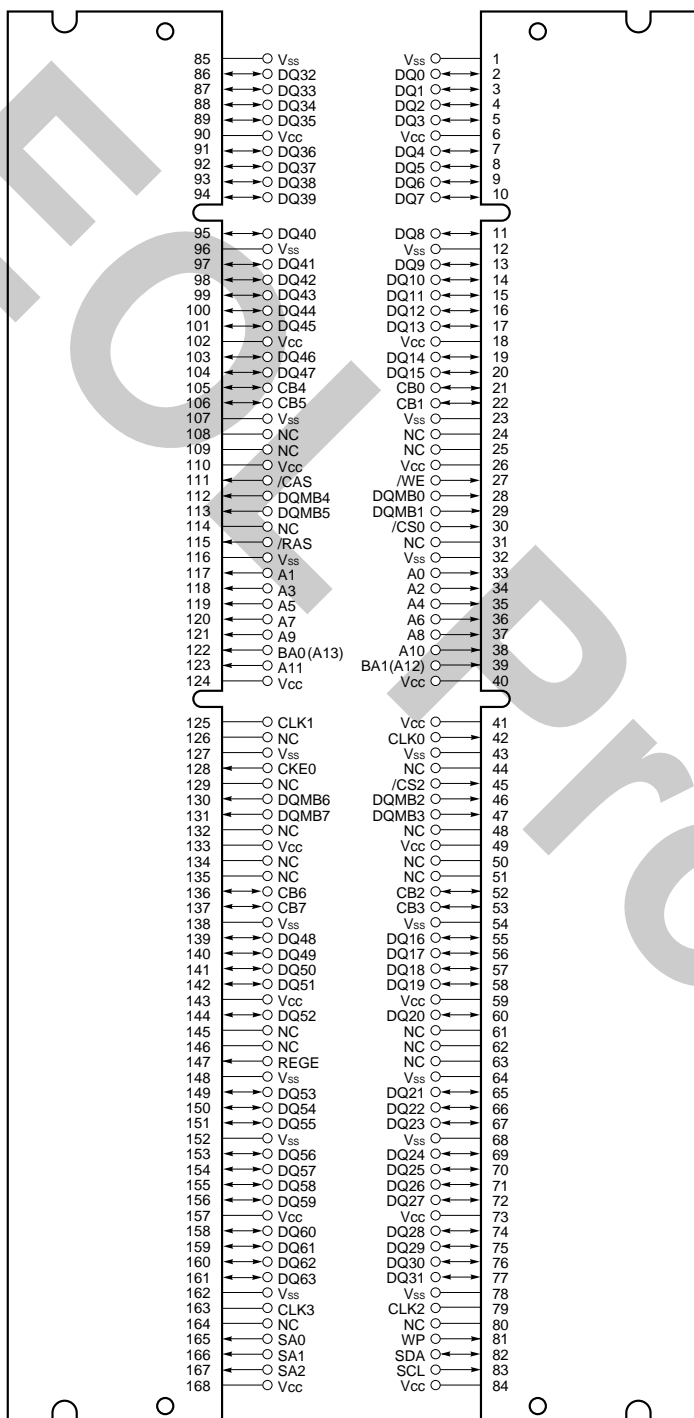 85 Vss Vss 1
86 DQ32 DQ0 2
87 DQ33 DQ1 3
88 DQ34 DQ2 4
89 DQ35 DQ3 5
90 Vcc Vcc 6
91 DQ36 DQ4 7
92 DQ37 DQ5 8
93 DQ38 DQ6 9
94 DQ39 DQ7 10
95 DQ40 DQ8 11
96 Vss Vss 12
97 DQ41 DQ9 13
98 DQ42 DQ10 14
99 DQ43 DQ11 15
100 DQ44 DQ12 16
101 DQ45 DQ13 17
102 Vcc Vcc 18
103 DQ46 DQ14 19
104 DQ47 DQ15 20
105 CB4 CB0 21
106 CB5 CB1 22
107 Vss Vss 23
108 NC NC 24
109 NC NC 25
110 Vcc Vcc 26
111 /CAS /WE 27
112 DQMB4 DQMB0 28
113 DQMB5 DQMB1 29
114 NC /CS0 30
115 /RAS NC 31
116 Vss Vss 32
117 A1 A0 33
118 A3 A2 34
119 A5 A4 35
120 A7 A6 36
121 A9 A8 37
122 BA0 (A13) A10 38
123 A11 BA1 (A12) 39
124 Vcc Vcc 40
125 CLK1 Vcc 41
126 NC CLK0 42
127 Vss Vss 43
128 CKE0 NC 44
129 NC /CS2 45
130 DQMB6 DQMB2 46
131 DQMB7 DQMB3 47
132 NC NC 48
133 Vcc Vcc 49
134 NC NC 50
135 NC NC 51
136 CB6 CB2 52
137 CB7 CB3 53
138 Vss Vss 54
139 DQ48 DQ16 55
140 DQ49 DQ17 56
141 DQ50 DQ18 57
142 DQ51 DQ19 58
143 Vcc Vcc 59
144 DQ52 DQ20 60
145 NC NC 61
146 NC NC 62
147 REGE NC 63
148 Vss Vss 64
149 DQ53 DQ21 65
150 DQ54 DQ22 66
151 DQ55 DQ23 67
152 Vss Vss 68
153 DQ56 DQ24 69
154 DQ57 DQ25 70
155 DQ58 DQ26 71
156 DQ59 DQ27 72
157 Vcc Vcc 73
158 DQ60 DQ28 74
159 DQ61 DQ29 75
160 DQ62 DQ30 76
161 DQ63 DQ31 77
162 Vss Vss 78
163 CLK3 CLK2 79
164 NC NC 80
165 SA0 WP 81
166 SA1 SDA 82
167 SA2 SCL 83
168 Vcc Vcc 84
EOL Pro